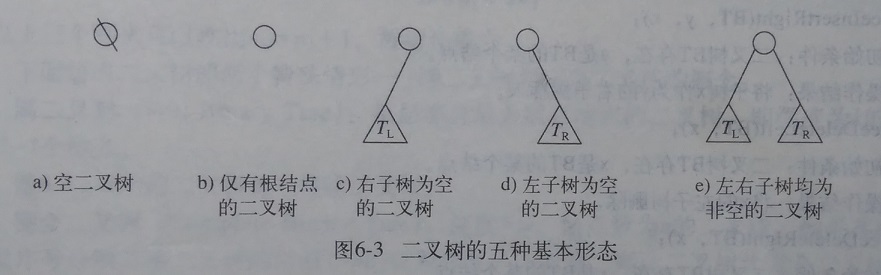 T_L
T_R
T_L
T_R
a) 空二叉树
b) 仅有根结点
的二叉树
c) 右子树为空
的二叉树
d) 左子树为空
的二叉树
e) 左右子树均为
非空的二叉树
图6-3 二叉树的五种基本形态